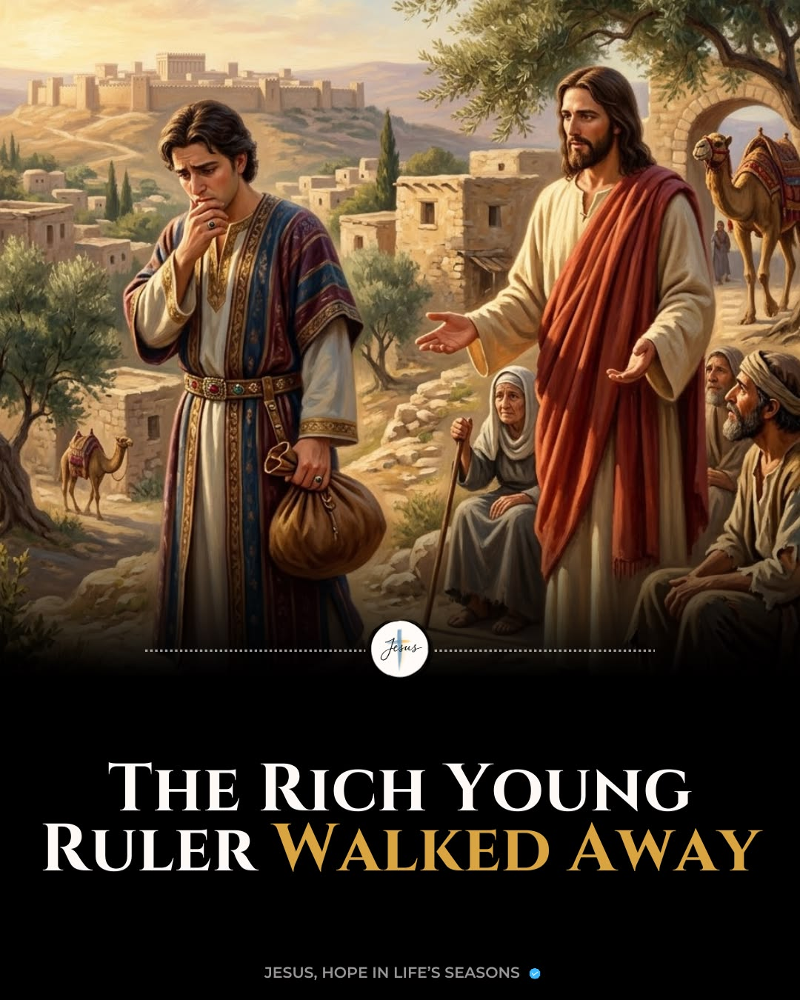 Jesus
THE RICH YOUNG
RULER WALKED AWAY
JESUS, HOPE IN LIFE'S SEASONS